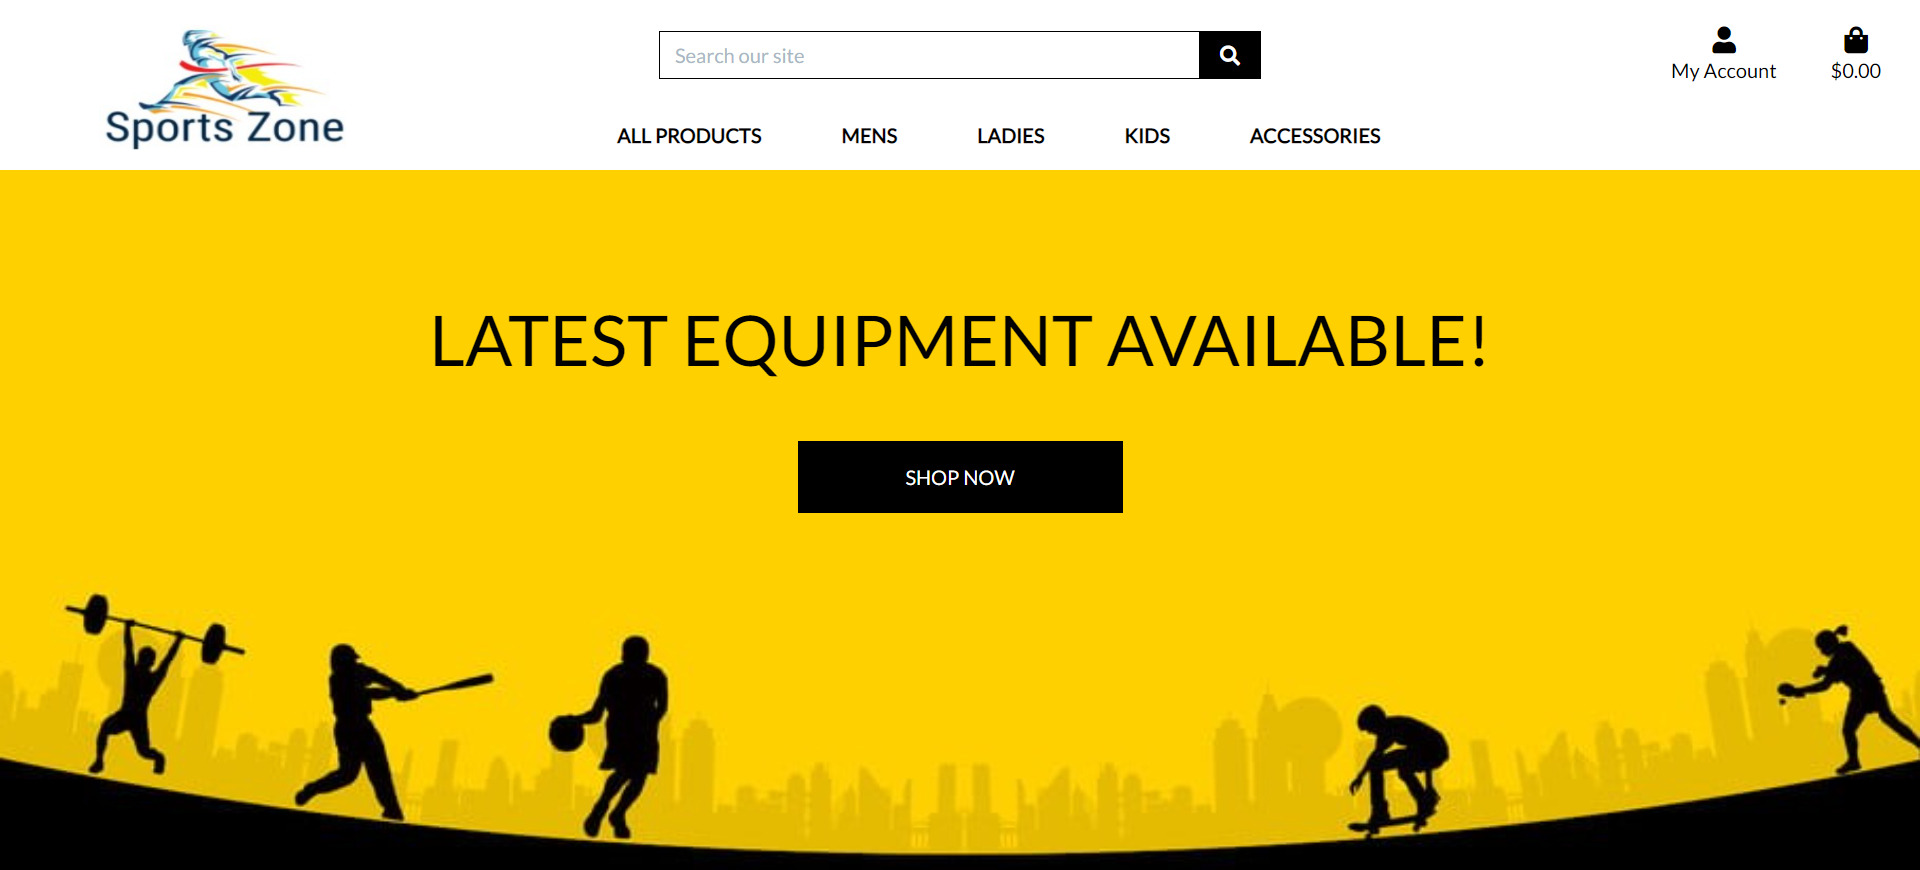 Sports Zone
Search our site
My Account
$0.00
ALL PRODUCTS
MENS
LADIES
KIDS
ACCESSORIES
LATEST EQUIPMENT AVAILABLE!
SHOP NOW